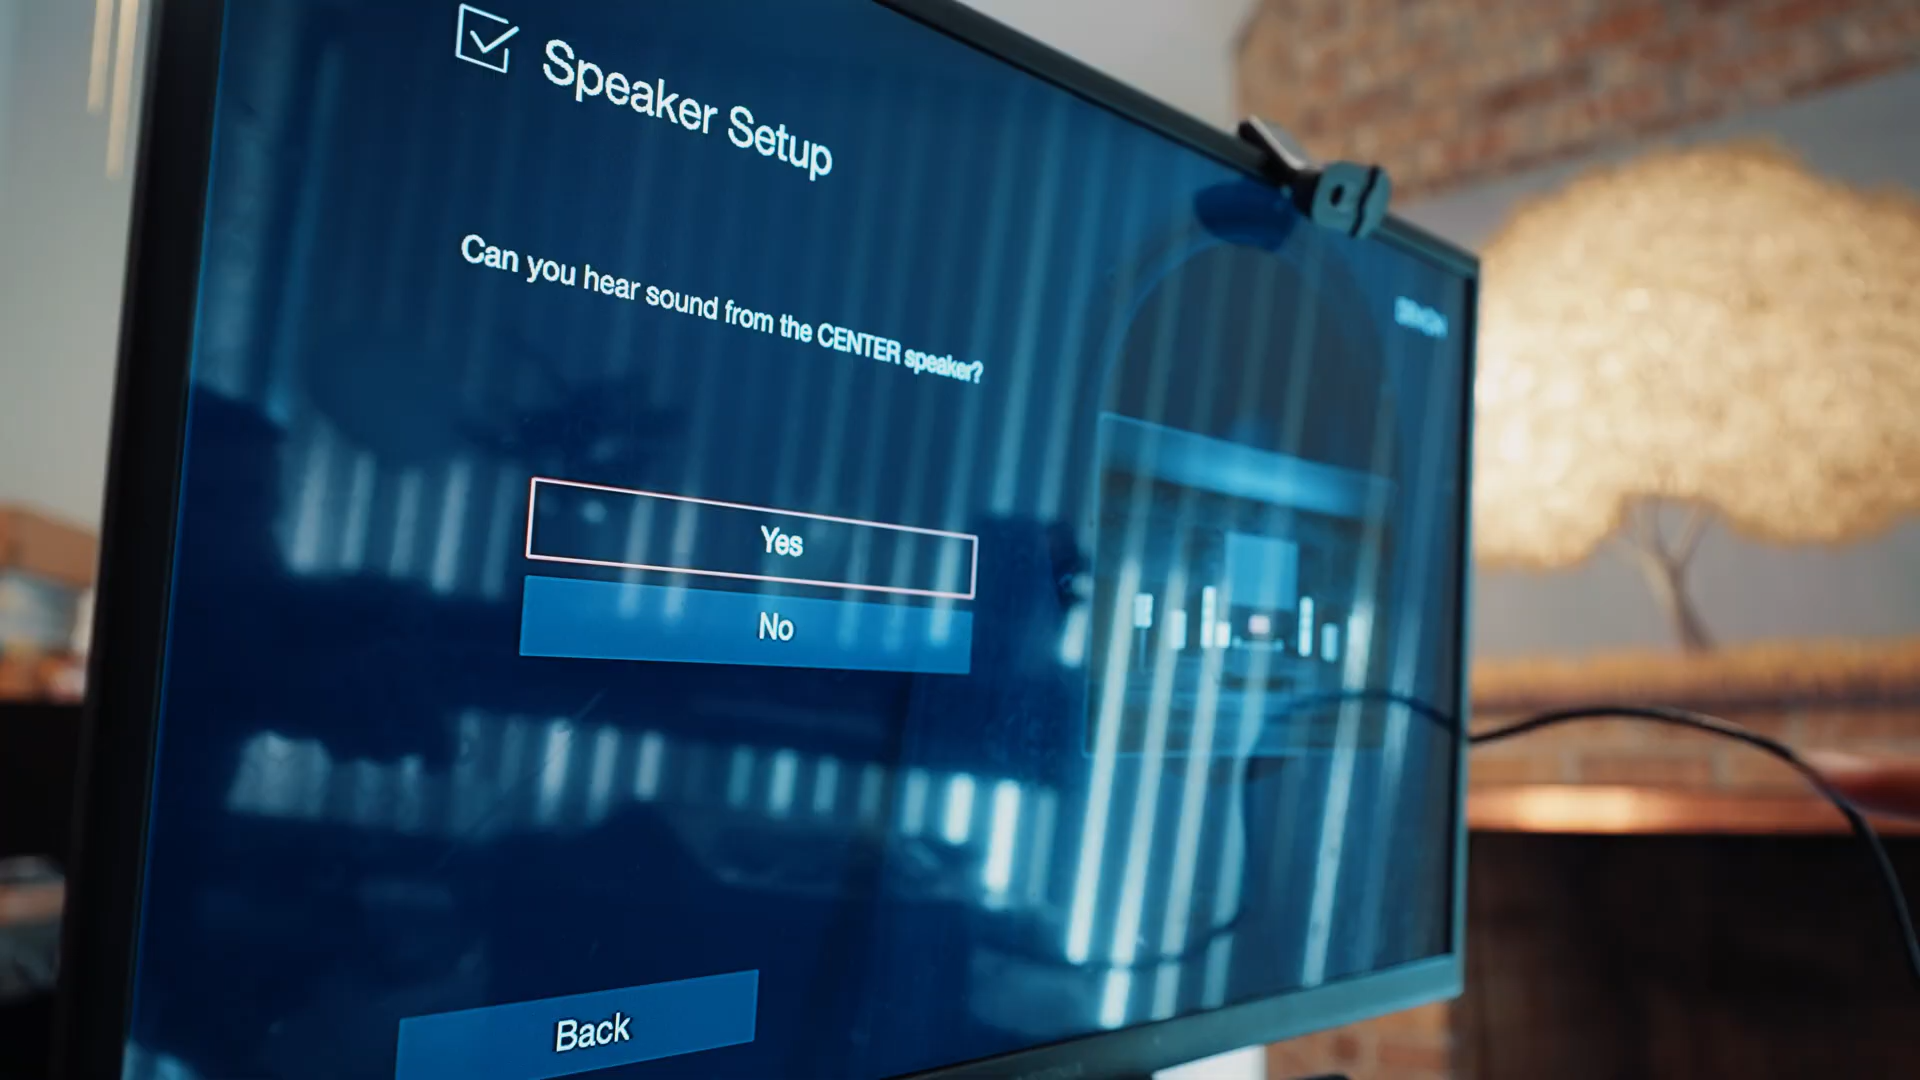 Speaker Setup
Can you hear sound from the CENTER speaker?
Yes
No
Back